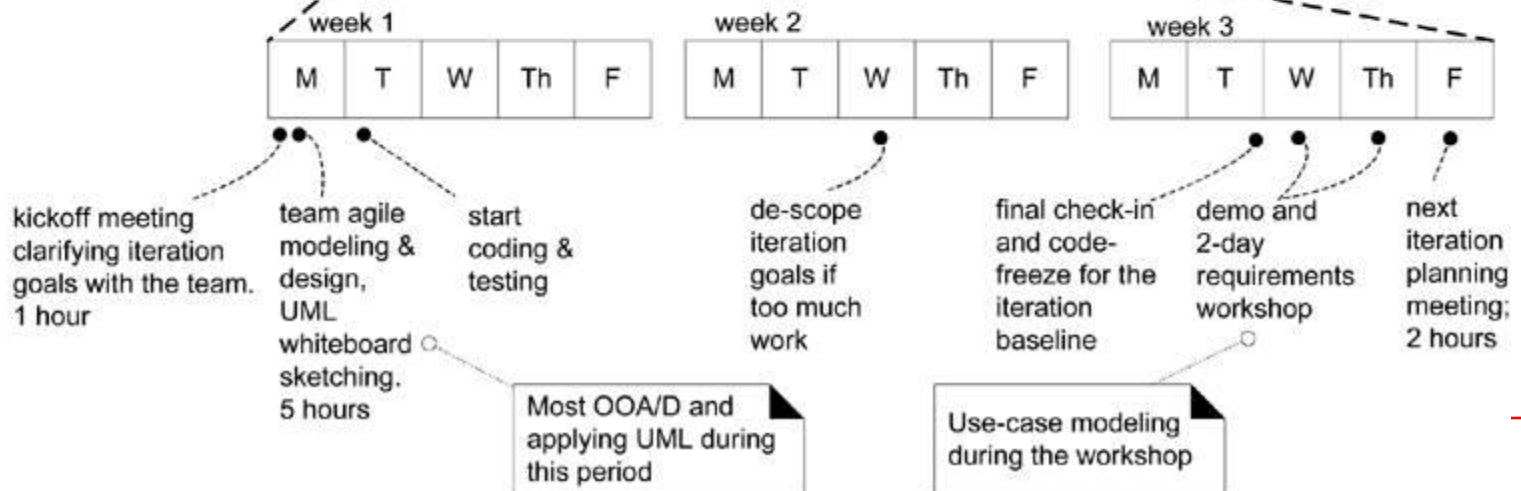 week 1
week 2
week 3
M T W Th F
M T W Th F
M T W Th F
kickoff meeting
clarifying iteration
goals with the team.
1 hour
team agile
modeling &
design,
UML
whiteboard
sketching.
5 hours
start
coding &
testing
de-scope
iteration
goals if
too much
work
final check-in
and code-
freeze for the
iteration
baseline
demo and
2-day
requirements
workshop
next
iteration
planning
meeting;
2 hours
Most OOA/D and
applying UML during
this period
Use-case modeling
during the workshop